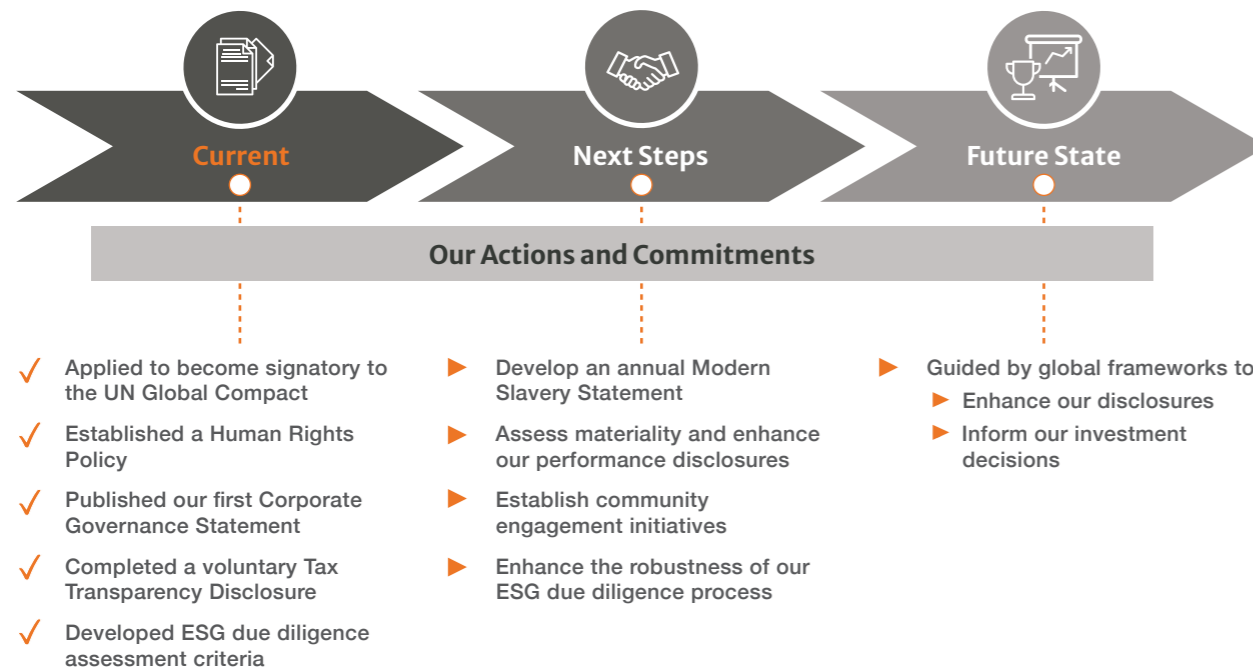 Current
Next Steps
Future State
Our Actions and Commitments
Applied to become signatory to
the UN Global Compact
Established a Human Rights
Policy
Published our first Corporate
Governance Statement
Completed a voluntary Tax
Transparency Disclosure
Developed ESG due diligence
assessment criteria
Develop an annual Modern
Slavery Statement
Assess materiality and enhance
our performance disclosures
Establish community
engagement initiatives
Enhance the robustness of our
ESG due diligence process
Guided by global frameworks to
Enhance our disclosures
Inform our investment
decisions